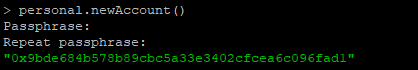 > personal.newAccount()
Passphrase:
Repeat passphrase:
"0x9bde684b578b89cbc5a33e3402cfcea6c096fad1"